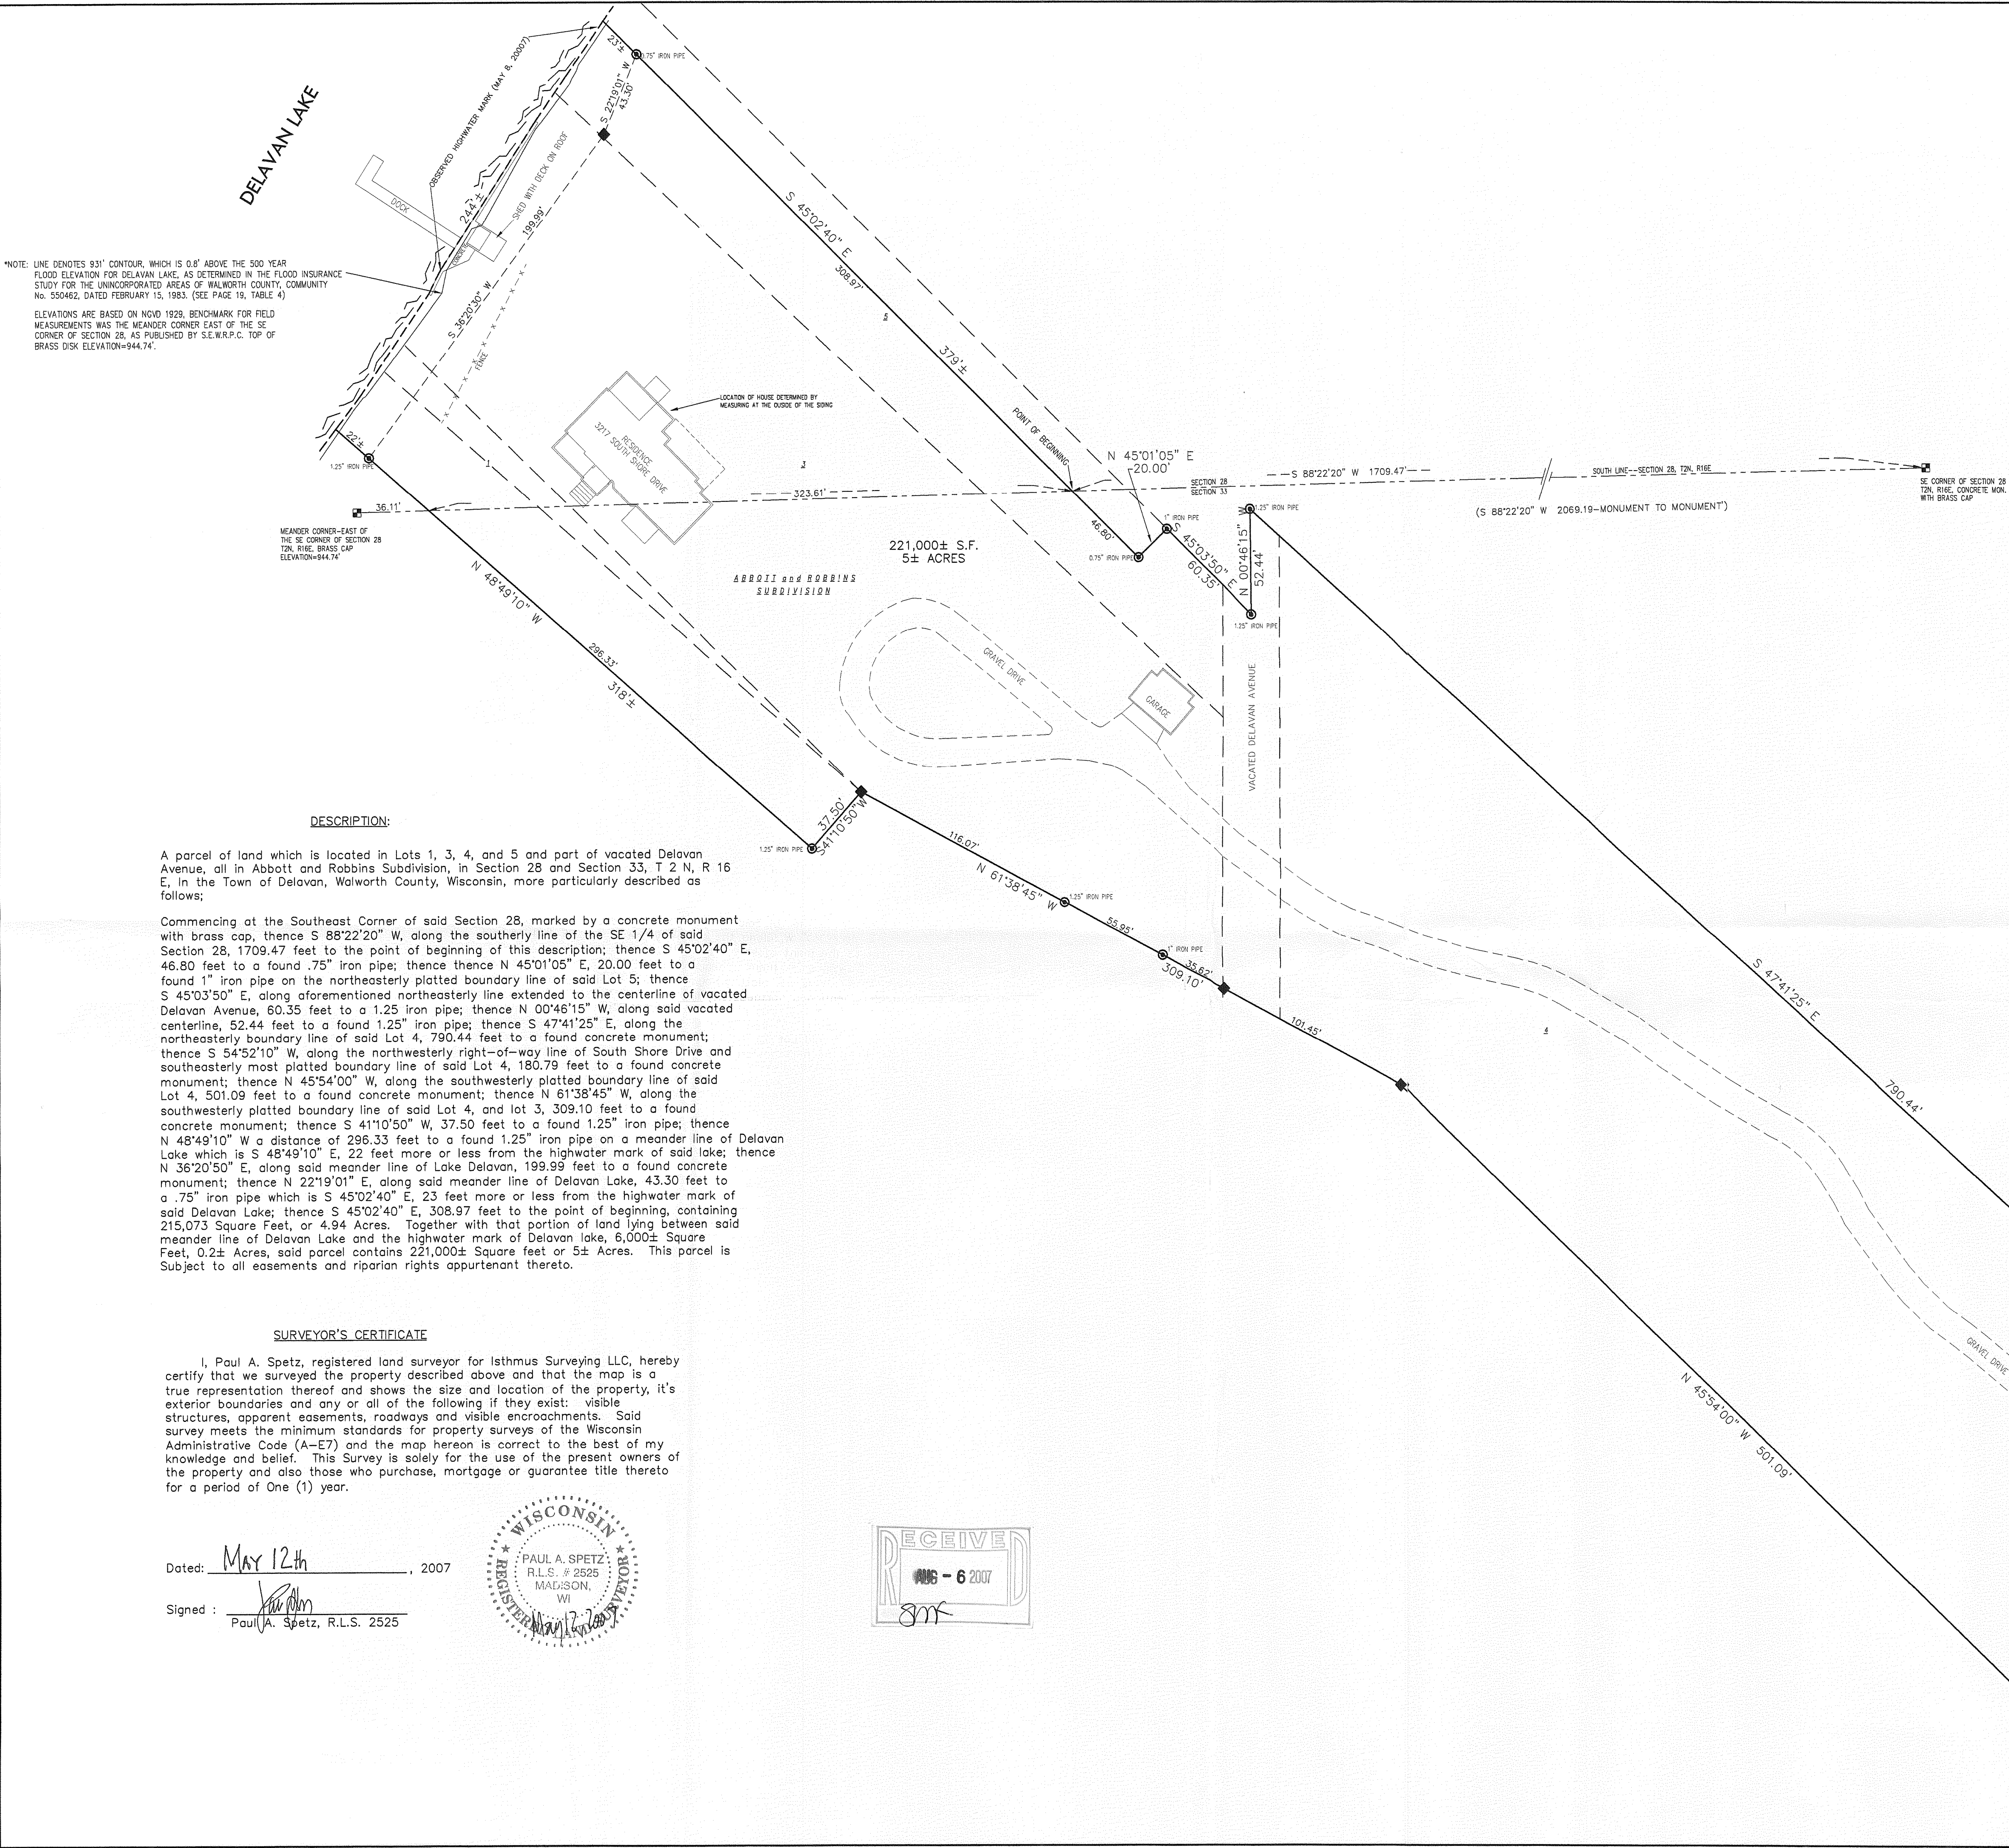 DELAVAN LAKE
OBSERVED HIGHWATER MARK (MAY 8, 20007)
23'±
0.75" IRON PIPE
S 22°19'01" W
43.30'
SHED WITH DECK ON ROOF
DOCK
244'±
199.99'
CONCRETE
S 36°20'30" W
FENCE
*NOTE: LINE DENOTES 931' CONTOUR, WHICH IS 0.8' ABOVE THE 500 YEAR
FLOOD ELEVATION FOR DELAVAN LAKE, AS DETERMINED IN THE FLOOD INSURANCE
STUDY FOR THE UNINCORPORATED AREAS OF WALWORTH COUNTY, COMMUNITY
No. 550462, DATED FEBRUARY 15, 1983. (SEE PAGE 19, TABLE 4)
ELEVATIONS ARE BASED ON NGVD 1929, BENCHMARK FOR FIELD
MEASUREMENTS WAS THE MEANDER CORNER EAST OF THE SE
CORNER OF SECTION 28, AS PUBLISHED BY S.E.W.R.P.C. TOP OF
BRASS DISK ELEVATION=944.74'.
S 45°02'40" E
308.97'
5
379'±
LOCATION OF HOUSE DETERMINED BY
MEASURING AT THE OUSIDE OF THE SIDING
RESIDENCE
3217 SOUTH SHORE DRIVE
POINT OF BEGINNING
N 45°01'05" E
20.00'
22'±
1.25" IRON PIPE
1
3
323.61'
36.11'
SECTION 28
SECTION 33
S 88°22'20" W 1709.47'
SOUTH LINE--SECTION 28, T2N, R16E
(S 88°22'20" W 2069.19-MONUMENT TO MONUMENT')
SE CORNER OF SECTION 28
T2N, R16E, CONCRETE MON.
WITH BRASS CAP
MEANDER CORNER-EAST OF
THE SE CORNER OF SECTION 28
T2N, R16E, BRASS CAP
ELEVATION=944.74'
46.80'
0.75" IRON PIPE
1" IRON PIPE
S 45°03'50" E
60.35'
N 00°46'15" W
52.44'
1.25" IRON PIPE
1.25" IRON PIPE
221,000± S.F.
5± ACRES
ABBOTT and ROBBINS
SUBDIVISION
N 48°49'10" W
296.33'
318'±
GRAVEL DRIVE
GARAGE
VACATED DELAVAN AVENUE
37.50'
S41°10'50"W
1.25" IRON PIPE
116.07'
N 61°38'45" W
1.25" IRON PIPE
55.95'
1" IRON PIPE
35.62'
309.10'
101.45'
4
S 47°41'25" E
790.44'
GRAVEL DRIVE
N 45°54'00" W 501.09'
DESCRIPTION:
A parcel of land which is located in Lots 1, 3, 4, and 5 and part of vacated Delavan
Avenue, all in Abbott and Robbins Subdivision, in Section 28 and Section 33, T 2 N, R 16
E, In the Town of Delavan, Walworth County, Wisconsin, more particularly described as
follows;
Commencing at the Southeast Corner of said Section 28, marked by a concrete monument
with brass cap, thence S 88°22'20" W, along the southerly line of the SE 1/4 of said
Section 28, 1709.47 feet to the point of beginning of this description; thence S 45°02'40" E,
46.80 feet to a found .75" iron pipe; thence thence N 45°01'05" E, 20.00 feet to a
found 1" iron pipe on the northeasterly platted boundary line of said Lot 5; thence
S 45°03'50" E, along aforementioned northeasterly line extended to the centerline of vacated
Delavan Avenue, 60.35 feet to a 1.25 iron pipe; thence N 00°46'15" W, along said vacated
centerline, 52.44 feet to a found 1.25" iron pipe; thence S 47°41'25" E, along the
northeasterly boundary line of said Lot 4, 790.44 feet to a found concrete monument;
thence S 54°52'10" W, along the northwesterly right-of-way line of South Shore Drive and
southeasterly most platted boundary line of said Lot 4, 180.79 feet to a found concrete
monument; thence N 45°54'00" W, along the southwesterly platted boundary line of said
Lot 4, 501.09 feet to a found concrete monument; thence N 61°38'45" W, along the
southwesterly platted boundary line of said Lot 4, and lot 3, 309.10 feet to a found
concrete monument; thence S 41°10'50" W, 37.50 feet to a found 1.25" iron pipe; thence
N 48°49'10" W a distance of 296.33 feet to a found 1.25" iron pipe on a meander line of Delavan
Lake which is S 48°49'10" E, 22 feet more or less from the highwater mark of said lake; thence
N 36°20'50" E, along said meander line of Lake Delavan, 199.99 feet to a found concrete
monument; thence N 22°19'01" E, along said meander line of Delavan Lake, 43.30 feet to
a .75" iron pipe which is S 45°02'40" E, 23 feet more or less from the highwater mark of
said Delavan Lake; thence S 45°02'40" E, 308.97 feet to the point of beginning, containing
215,073 Square Feet, or 4.94 Acres. Together with that portion of land lying between said
meander line of Delavan Lake and the highwater mark of Delavan lake, 6,000± Square
Feet, 0.2± Acres, said parcel contains 221,000± Square feet or 5± Acres. This parcel is
Subject to all easements and riparian rights appurtenant thereto.
SURVEYOR'S CERTIFICATE
I, Paul A. Spetz, registered land surveyor for Isthmus Surveying LLC, hereby
certify that we surveyed the property described above and that the map is a
true representation thereof and shows the size and location of the property, it's
exterior boundaries and any or all of the following if they exist: visible
structures, apparent easements, roadways and visible encroachments. Said
survey meets the minimum standards for property surveys of the Wisconsin
Administrative Code (A-E7) and the map hereon is correct to the best of my
knowledge and belief. This Survey is solely for the use of the present owners of
the property and also those who purchase, mortgage or guarantee title thereto
for a period of One (1) year.
Dated: MAY 12th, 2007
Signed :
Paul A. Spetz, R.L.S. 2525
WISCONSIN
PAUL A. SPETZ
R.L.S. # 2525
MADISON,
WI
REGISTERED LAND SURVEYOR
May 12 2007
RECEIVED
AUG - 6 2007